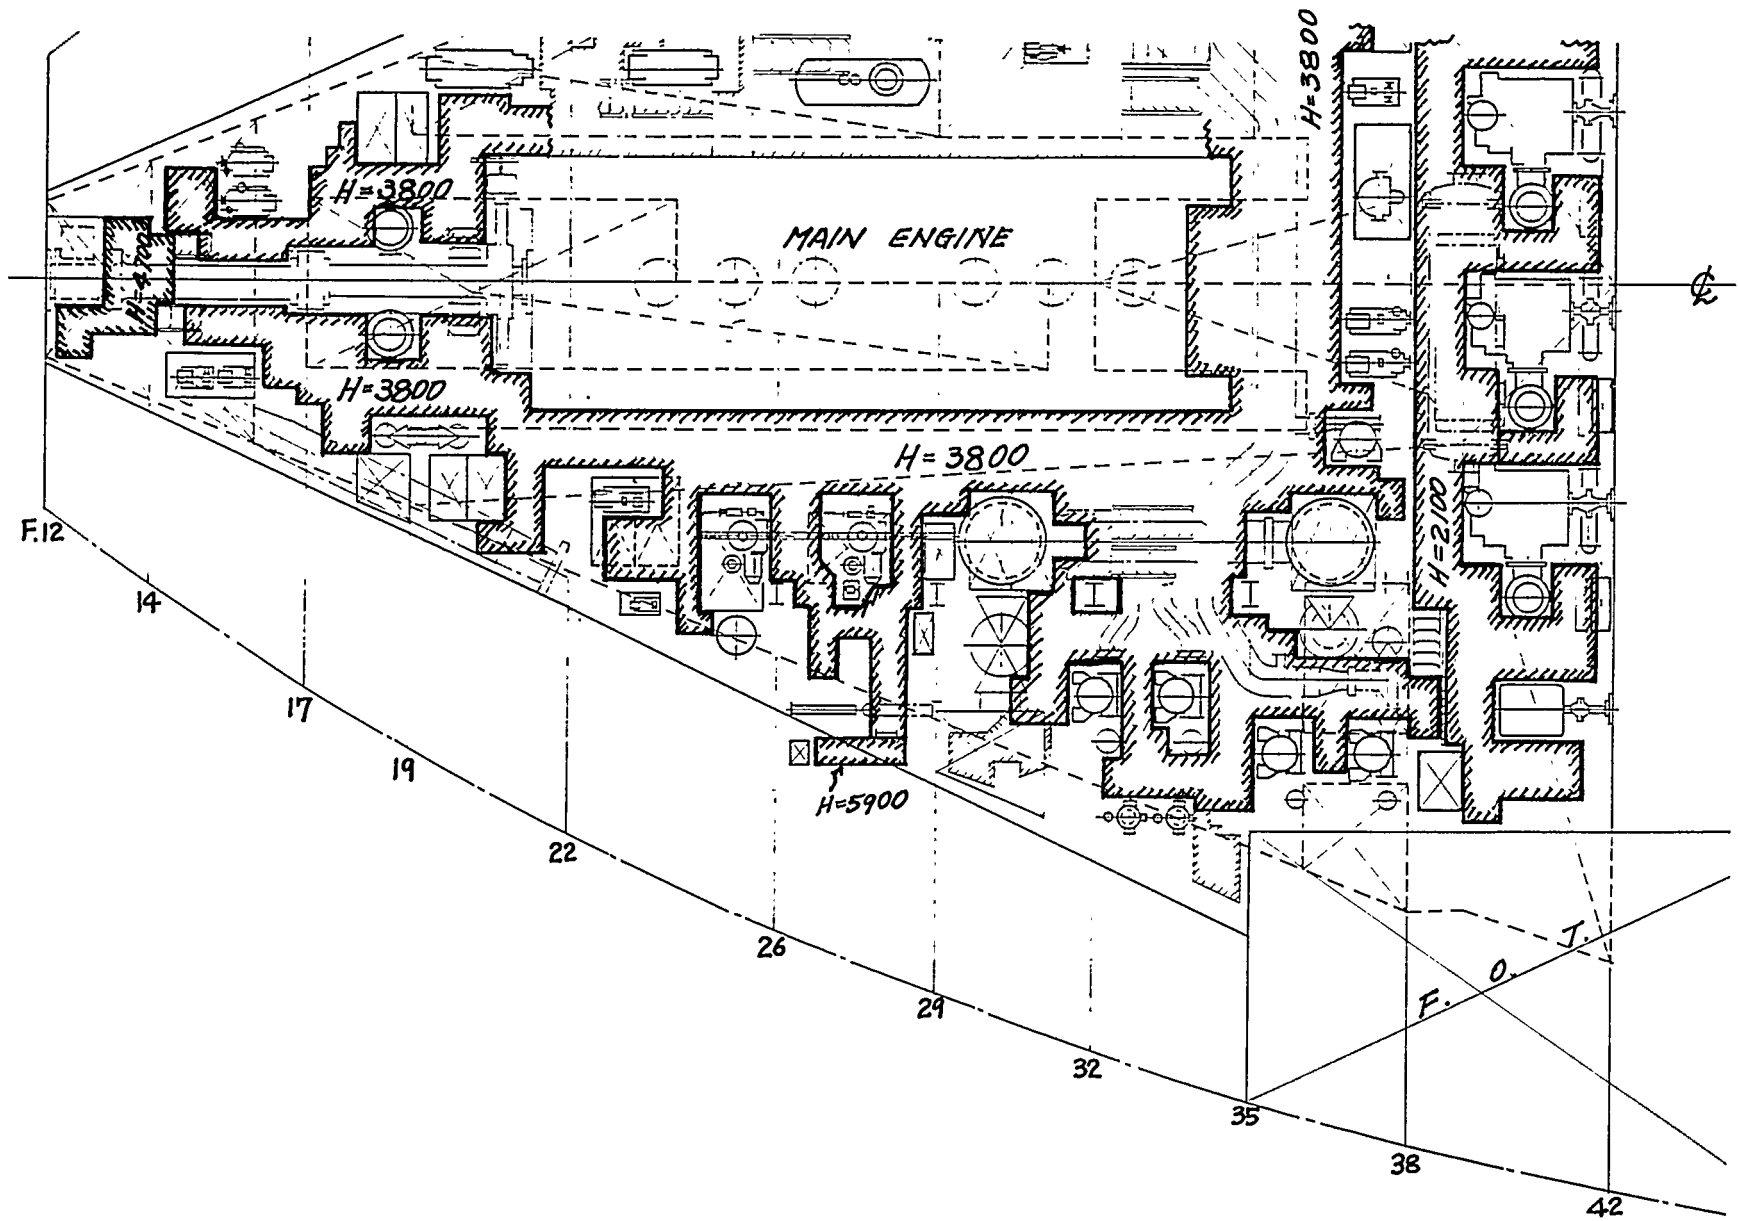 H=3800
H=3800
H=4700
MAIN ENGINE
℄
H=3800
H=3800
H=2100
F.12
14
17
19
H=5900
22
26
29
32
35
38
42
F. O. T.